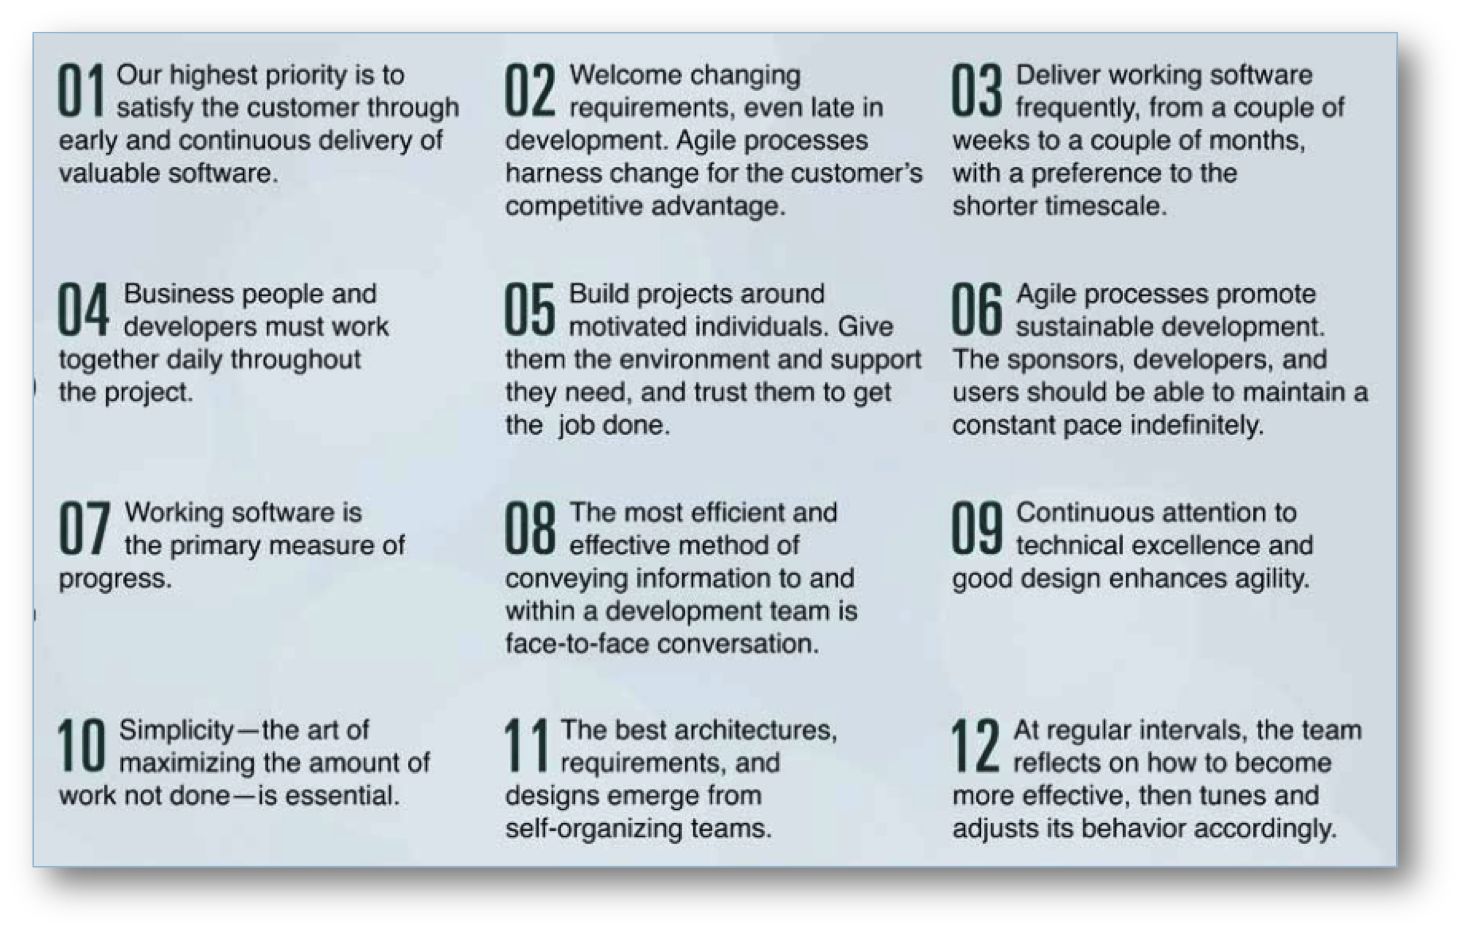 01 Our highest priority is to
satisfy the customer through
early and continuous delivery of
valuable software.
02 Welcome changing
requirements, even late in
development. Agile processes
harness change for the customer's
competitive advantage.
03 Deliver working software
frequently, from a couple of
weeks to a couple of months,
with a preference to the
shorter timescale.
04 Business people and
developers must work
together daily throughout
the project.
05 Build projects around
motivated individuals. Give
them the environment and support
they need, and trust them to get
the  job done.
06 Agile processes promote
sustainable development.
The sponsors, developers, and
users should be able to maintain a
constant pace indefinitely.
07 Working software is
the primary measure of
progress.
08 The most efficient and
effective method of
conveying information to and
within a development team is
face-to-face conversation.
09 Continuous attention to
technical excellence and
good design enhances agility.
10 Simplicity—the art of
maximizing the amount of
work not done—is essential.
11 The best architectures,
requirements, and
designs emerge from
self-organizing teams.
12 At regular intervals, the team
reflects on how to become
more effective, then tunes and
adjusts its behavior accordingly.